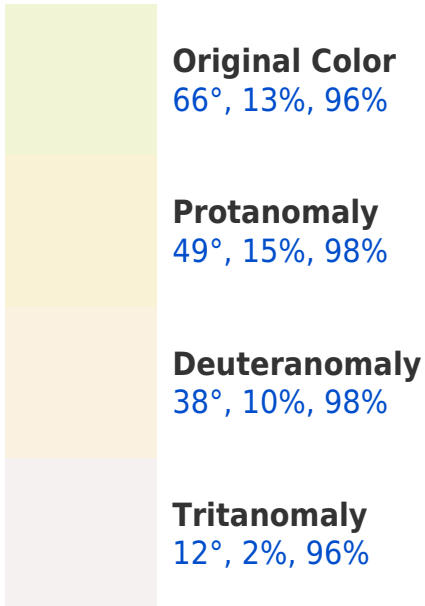 Original Color
66°, 13%, 96%
Protanomaly
49°, 15%, 98%
Deuteranomaly
38°, 10%, 98%
Tritanomaly
12°, 2%, 96%